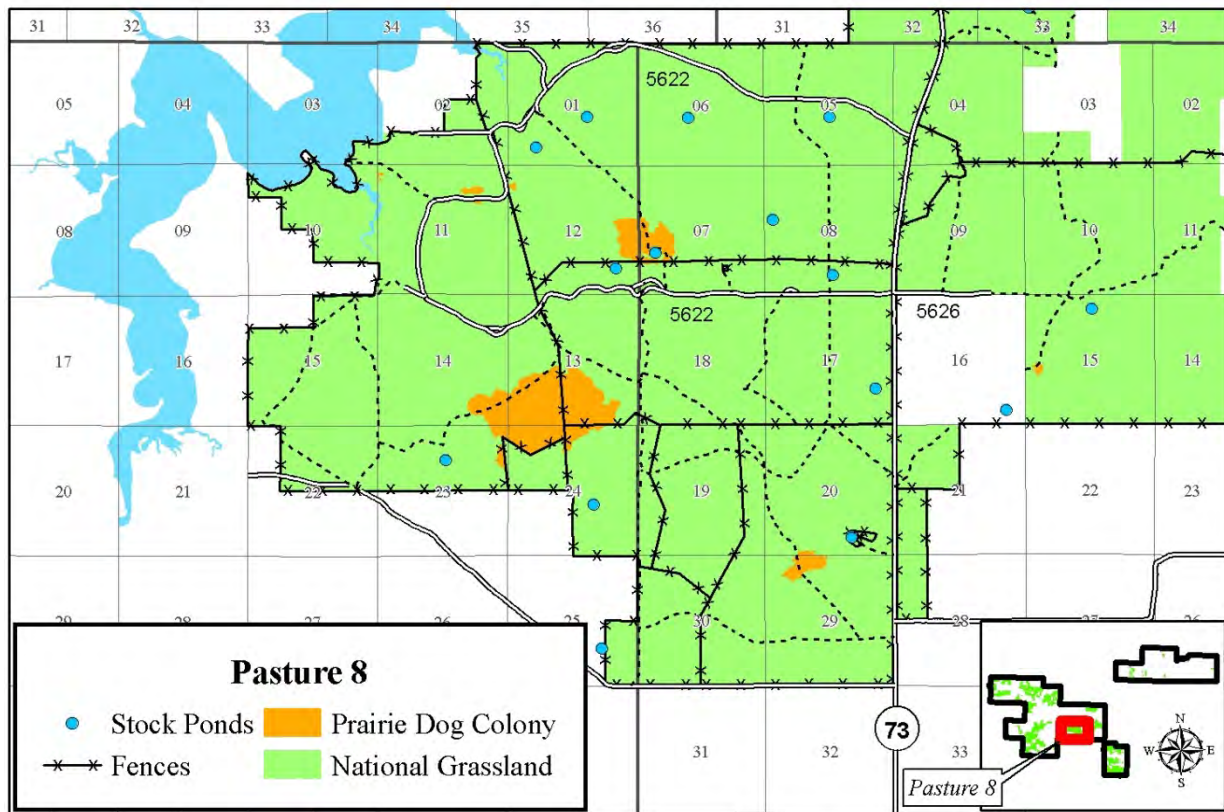 31 32 33 34 35 36 31 32 33 34
5622
05 04 03 02 01 06 05 04 03 02
08 09 10 11 12 07 08 09 10 11
5622 5626
17 16 15 14 13 18 17 16 15 14
20 21 22 23 24 19 20 21 22 23
29 28 27 26 25 30 29 28 27 26
Pasture 8
Stock Ponds Prairie Dog Colony
Fences National Grassland
31 32 73 33
N
W E
S
Pasture 8